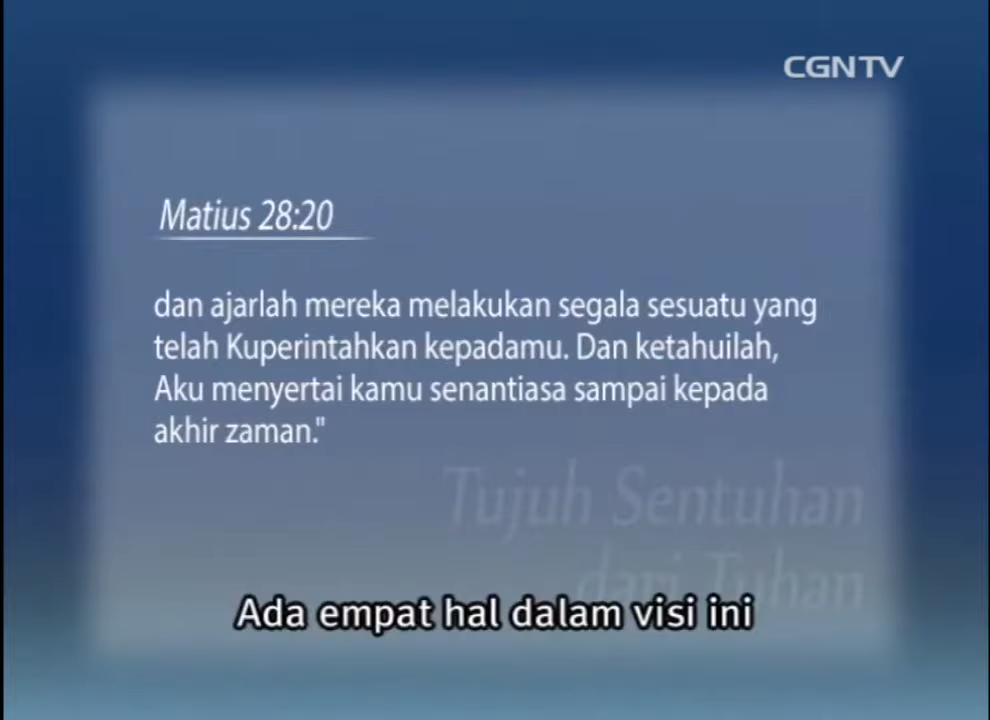 CGNTV
Matius 28:20
dan ajarlah mereka melakukan segala sesuatu yang
telah Kuperintahkan kepadamu. Dan ketahuilah,
Aku menyertai kamu senantiasa sampai kepada
akhir zaman."
Tujuh Sentuhan
dari Tuhan
Ada empat hal dalam visi ini